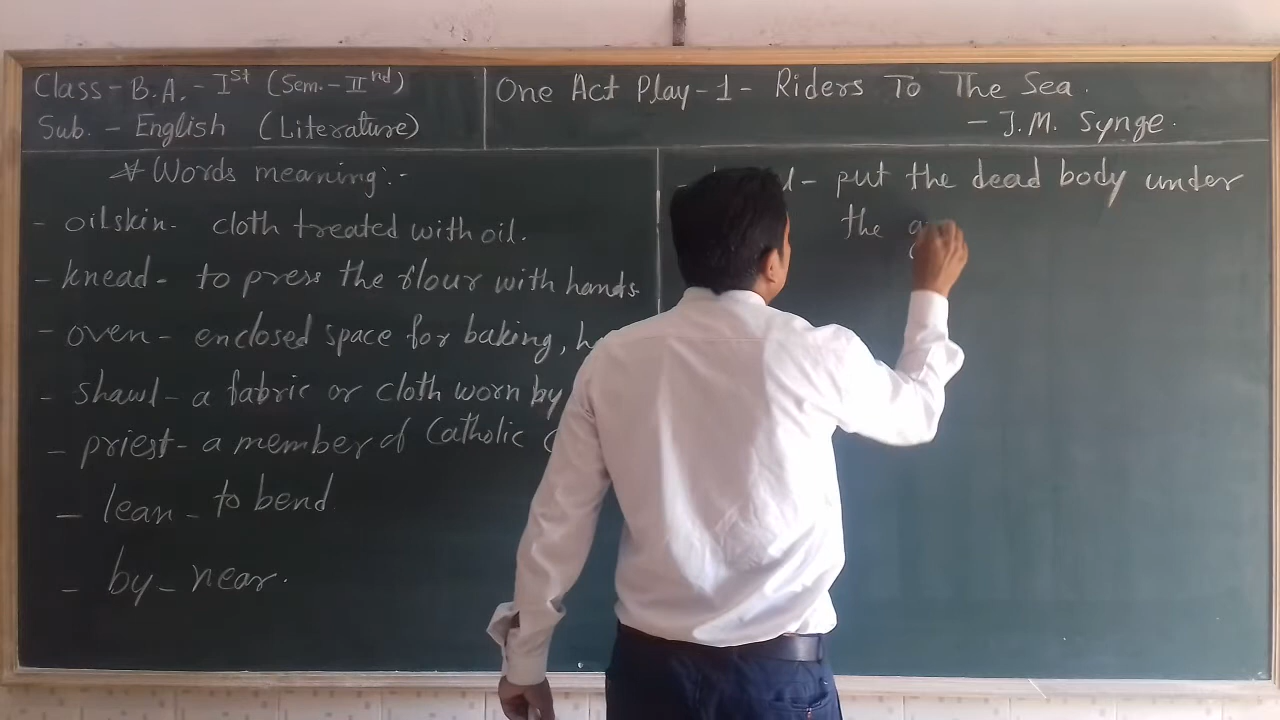 Class - B.A. - Ist (Sem. - IInd)
Sub. - English (Literature)
One Act Play - 1 - Riders To The Sea.
- J.M. Synge.
* Words meaning:-
- oilskin - cloth treated with oil.
- knead - to press the flour with hands.
- oven - enclosed space for baking,
- shawl - a fabric or cloth worn by
- priest - a member of Catholic
- lean - to bend
- by - near.
- put the dead body under
the